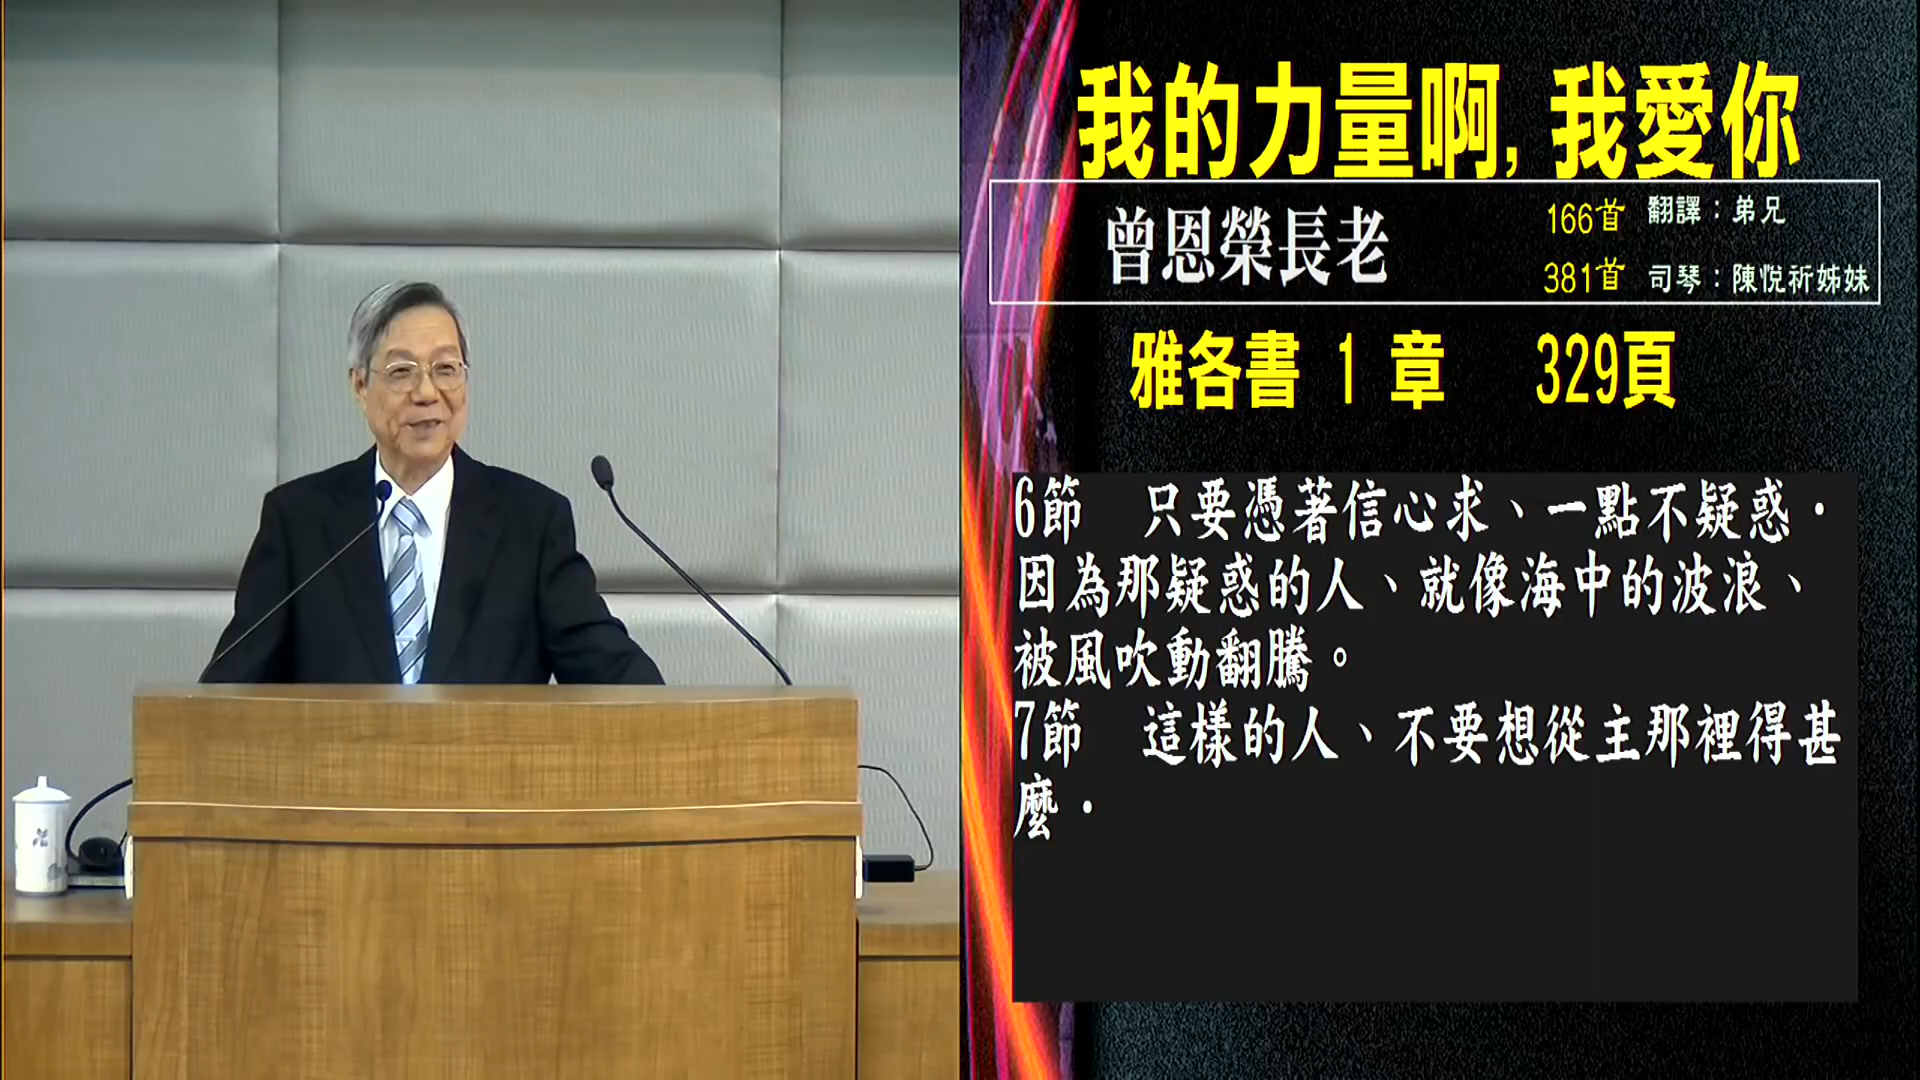 我的力量啊, 我愛你
曾恩榮長老
166首 翻譯：弟兄
381首 司琴：陳悅祈姊妹
雅各書 1 章 329頁
6節 只要憑著信心求、一點不疑惑．
因為那疑惑的人、就像海中的波浪、
被風吹動翻騰。
7節 這樣的人、不要想從主那裡得甚
麼．